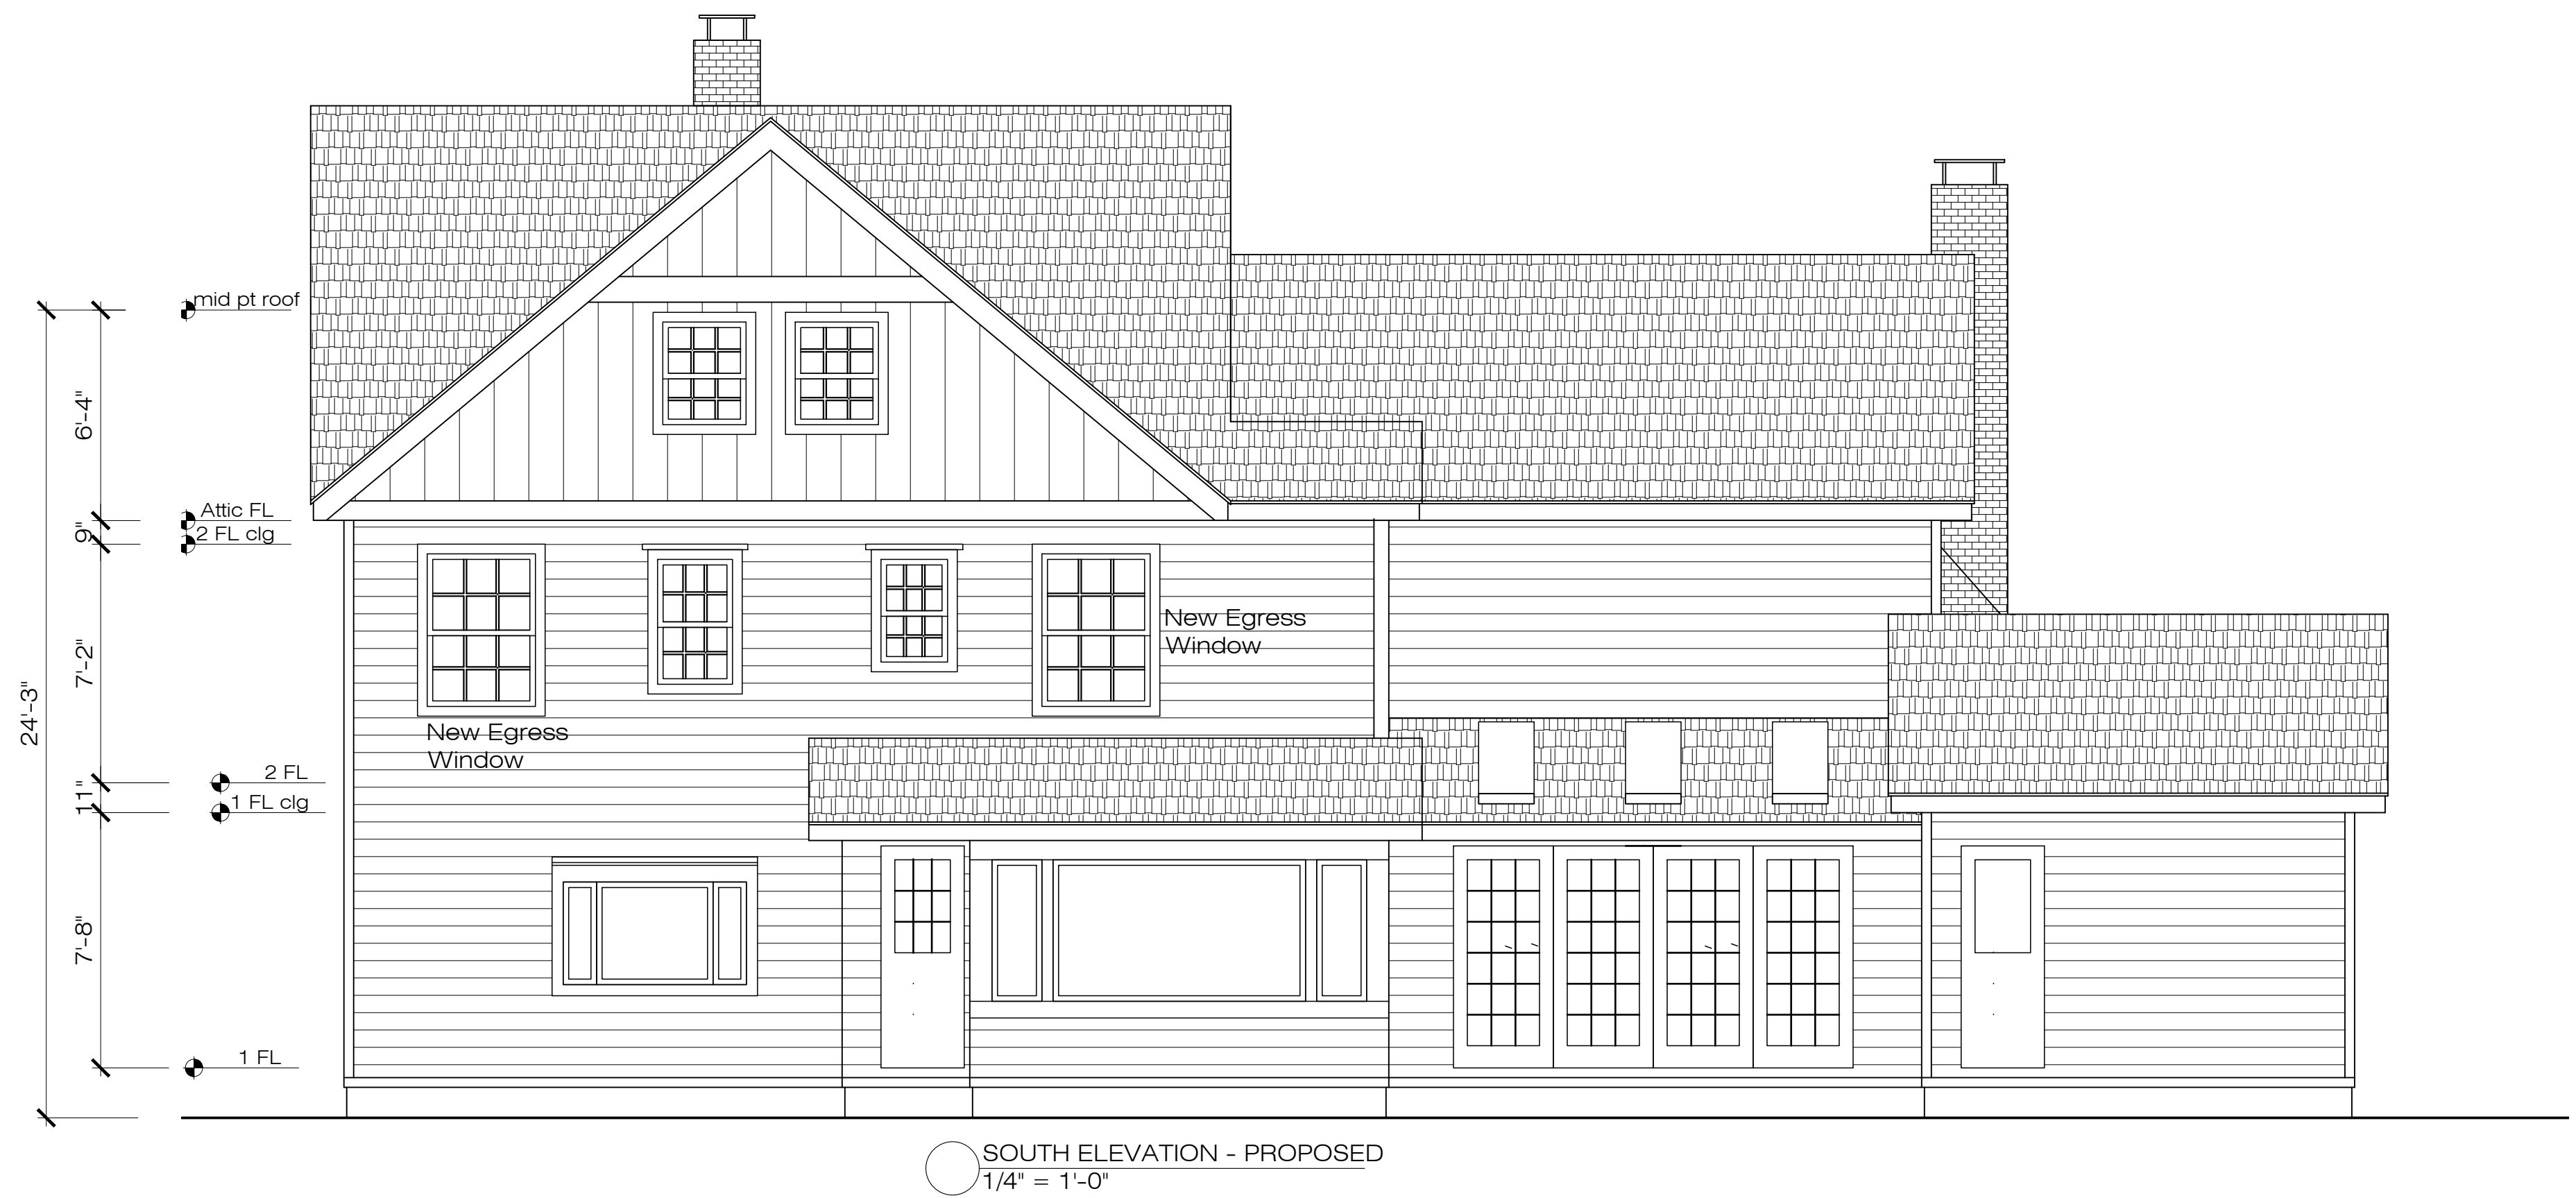 mid pt roof
6'-4"
Attic FL
9"
2 FL clg
New Egress
Window
7'-2"
24'-3"
New Egress
Window
2 FL
11"
1 FL clg
7'-8"
1 FL
SOUTH ELEVATION - PROPOSED
1/4" = 1'-0"